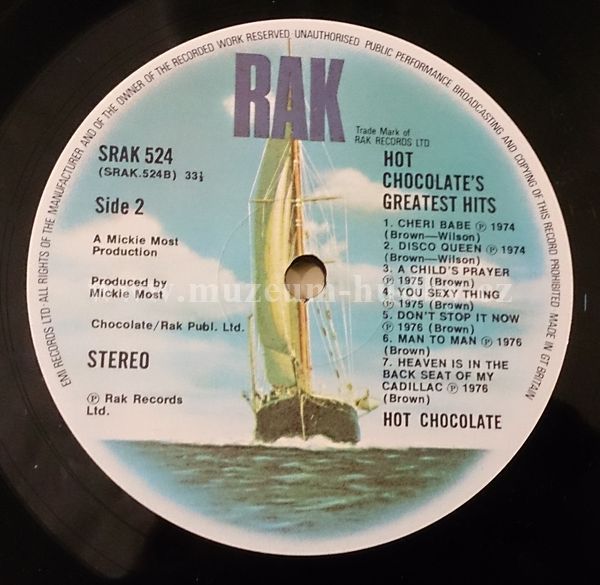 EMI RECORDS LTD·ALL RIGHTS OF THE MANUFACTURER AND OF THE OWNER OF THE RECORDED WORK RESERVED UNAUTHORISED PUBLIC PERFORMANCE BROADCASTING AND COPYING OF THIS RECORD PROHIBITED MADE IN GT BRITAIN
RAK
Trade Mark of
RAK RECORDS LTD
SRAK 524
(SRAK.524B) 33⅓
Side 2
A Mickie Most
Production
Produced by
Mickie Most
Chocolate/Rak Publ. Ltd.
STEREO
℗ Rak Records
Ltd.
HOT
CHOCOLATE'S
GREATEST HITS
1. CHERI BABE ℗ 1974
(Brown—Wilson)
2. DISCO QUEEN ℗ 1974
(Brown—Wilson)
3. A CHILD'S PRAYER
℗ 1975 (Brown)
4. YOU SEXY THING
℗ 1975 (Brown)
5. DON'T STOP IT NOW
℗ 1976 (Brown)
6. MAN TO MAN ℗ 1976
(Brown)
7. HEAVEN IS IN THE
BACK SEAT OF MY
CADILLAC ℗ 1976
(Brown)
HOT CHOCOLATE